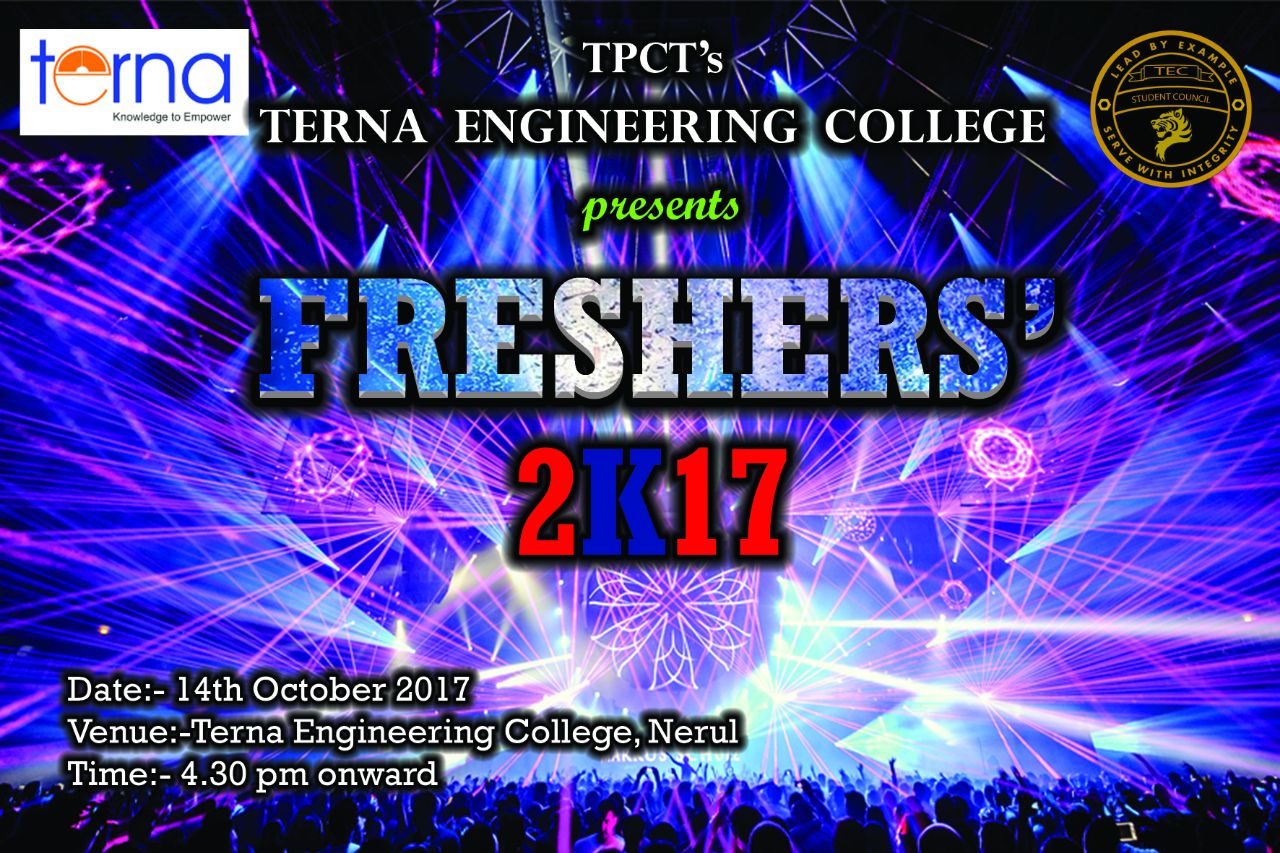 terna
Knowledge to Empower
TPCT's
TERNA ENGINEERING COLLEGE
LEAD BY EXAMPLE
TEC
STUDENT COUNCIL
SERVE WITH INTEGRITY
presents
FRESHERS'
2K17
Date:- 14th October 2017
Venue:-Terna Engineering College, Nerul
Time:- 4.30 pm onward